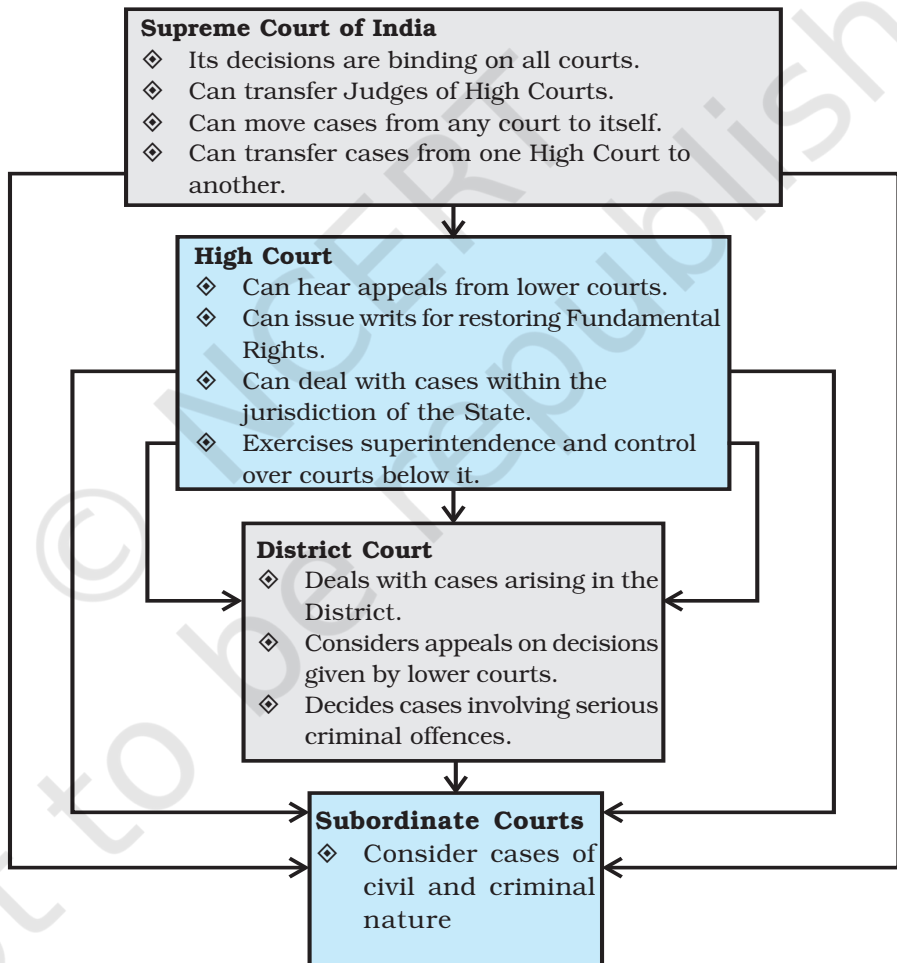 Supreme Court of India
◈ Its decisions are binding on all courts.
◈ Can transfer Judges of High Courts.
◈ Can move cases from any court to itself.
◈ Can transfer cases from one High Court to
another.
High Court
◈ Can hear appeals from lower courts.
◈ Can issue writs for restoring Fundamental
Rights.
◈ Can deal with cases within the
jurisdiction of the State.
◈ Exercises superintendence and control
over courts below it.
District Court
◈ Deals with cases arising in the
District.
◈ Considers appeals on decisions
given by lower courts.
◈ Decides cases involving serious
criminal offences.
Subordinate Courts
◈ Consider cases of
civil and criminal
nature
© NCERT
not to be republish